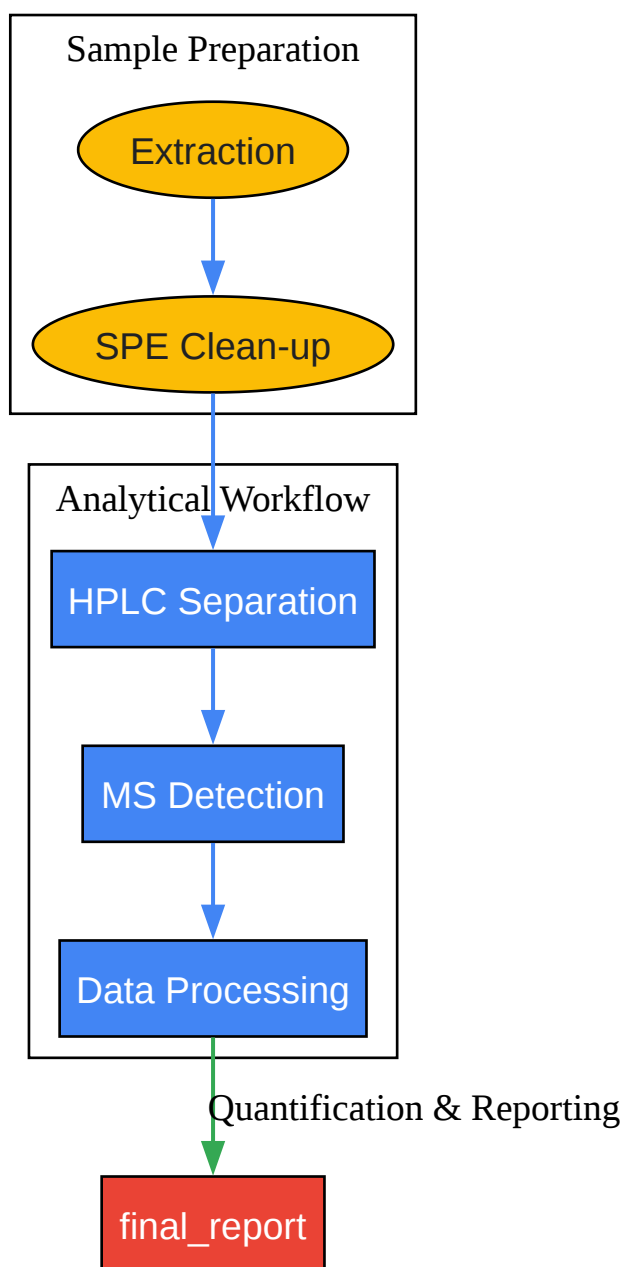 Sample Preparation
Extraction
SPE Clean-up
Analytical Workflow
HPLC Separation
MS Detection
Data Processing
Quantification & Reporting
final_report